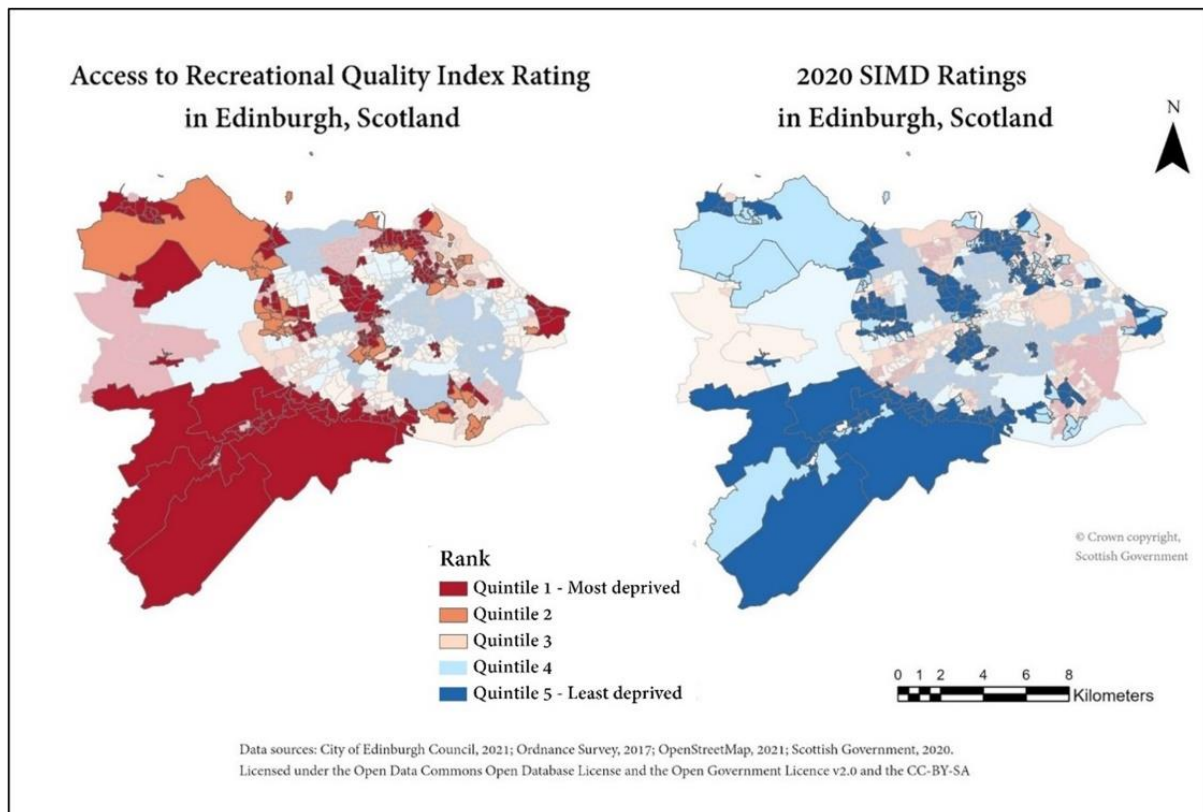 Access to Recreational Quality Index Rating
in Edinburgh, Scotland
2020 SIMD Ratings
in Edinburgh, Scotland
N
© Crown copyright,
Scottish Government
Rank
Quintile 1 - Most deprived
Quintile 2
Quintile 3
Quintile 4
Quintile 5 - Least deprived
0 1 2 4 6 8
Kilometers
Data sources: City of Edinburgh Council, 2021; Ordnance Survey, 2017; OpenStreetMap, 2021; Scottish Government, 2020.
Licensed under the Open Data Commons Open Database License and the Open Government Licence v2.0 and the CC-BY-SA